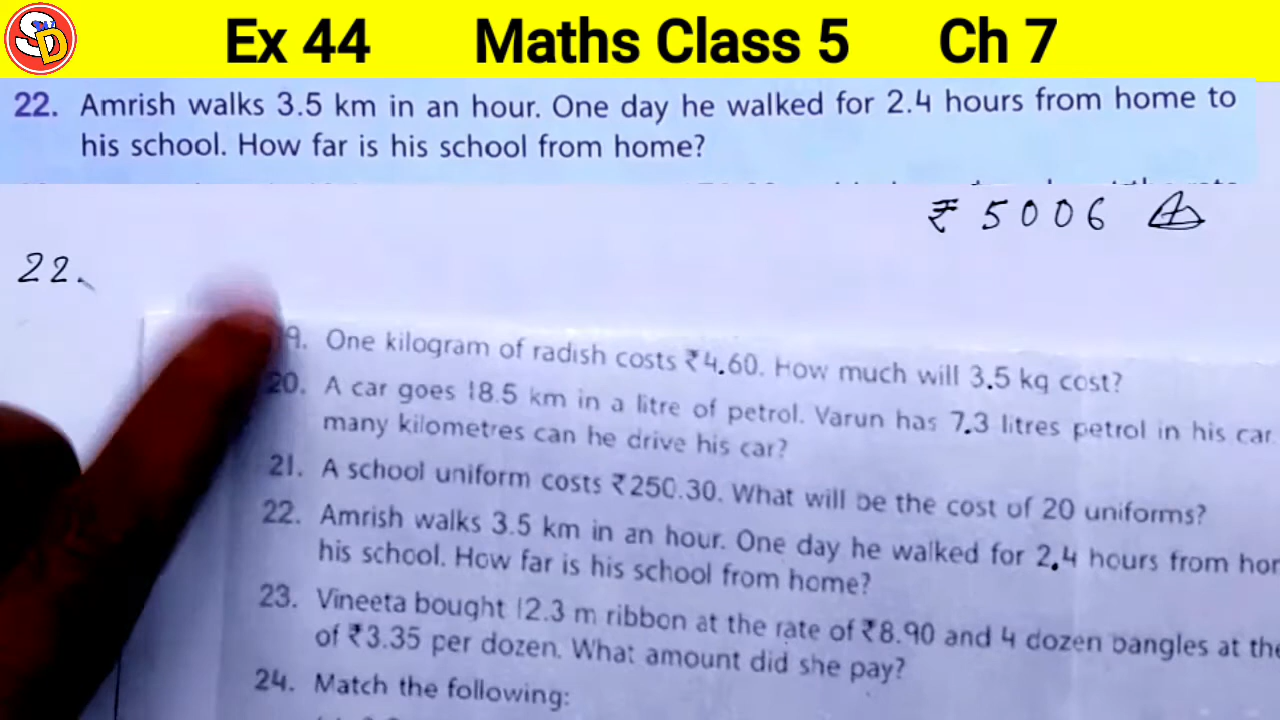 SD
Ex 44 Maths Class 5 Ch 7
22. Amrish walks 3.5 km in an hour. One day he walked for 2.4 hours from home to
his school. How far is his school from home?
₹ 5006
22.
9. One kilogram of radish costs ₹4.60. How much will 3.5 kg cost?
20. A car goes 18.5 km in a litre of petrol. Varun has 7.3 litres petrol in his car.
many kilometres can he drive his car?
21. A school uniform costs ₹250.30. What will be the cost of 20 uniforms?
22. Amrish walks 3.5 km in an hour. One day he walked for 2.4 hours from hor
his school. How far is his school from home?
23. Vineeta bought 12.3 m ribbon at the rate of ₹8.90 and 4 dozen bangles at the
of ₹3.35 per dozen. What amount did she pay?
24. Match the following: